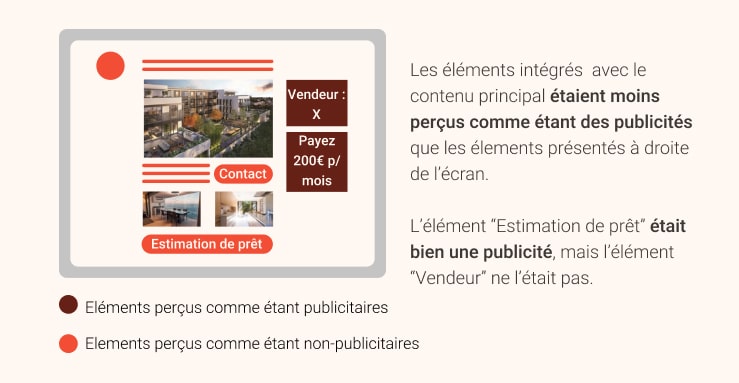 Vendeur :
X
Payez
200€ p/
mois
Contact
Estimation de prêt
Eléments perçus comme étant publicitaires
Elements perçus comme étant non-publicitaires
Les éléments intégrés  avec le
contenu principal étaient moins
perçus comme étant des publicités
que les élements présentés à droite
de l’écran.
L’élément “Estimation de prêt” était
bien une publicité, mais l’élément
“Vendeur” ne l’était pas.